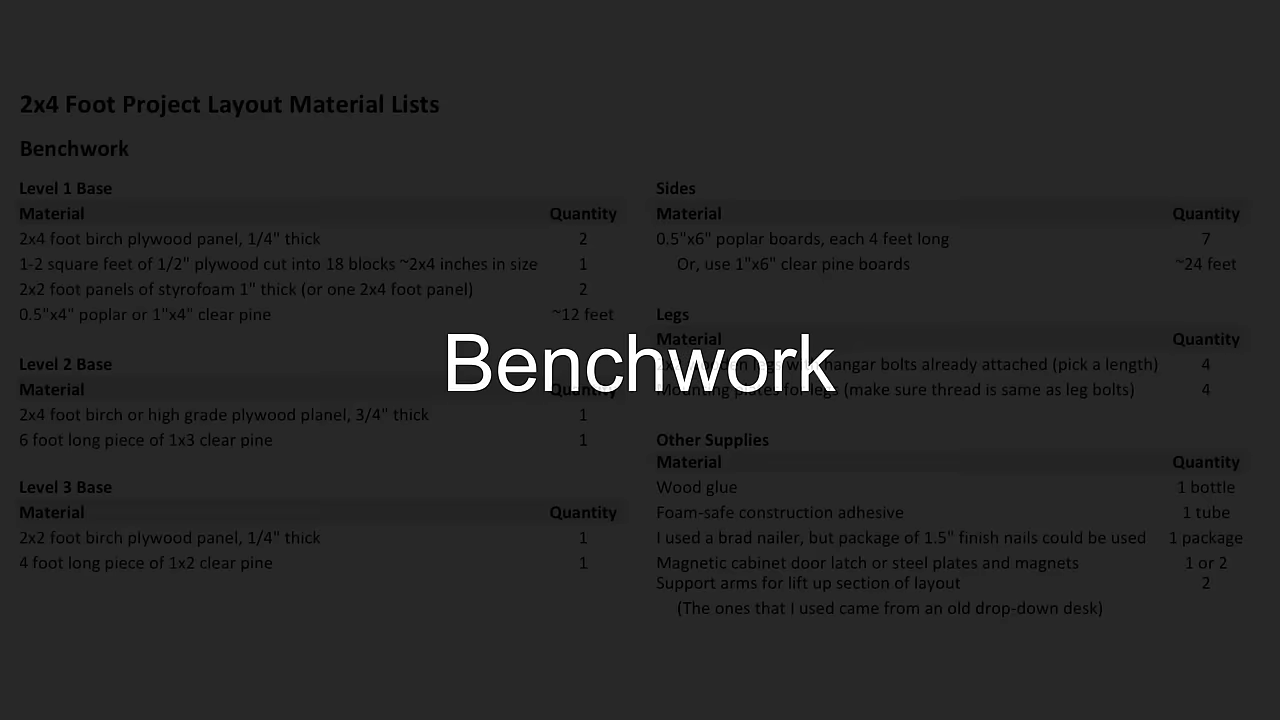 2x4 Foot Project Layout Material Lists
Benchwork
Level 1 Base
Material Quantity
2x4 foot birch plywood panel, 1/4" thick 2
1-2 square feet of 1/2" plywood cut into 18 blocks ~2x4 inches in size 1
2x2 foot panels of styrofoam 1" thick (or one 2x4 foot panel) 2
0.5"x4" poplar or 1"x4" clear pine ~12 feet
Level 2 Base
Material Quantity
2x4 foot birch or high grade plywood planel, 3/4" thick 1
6 foot long piece of 1x3 clear pine 1
Level 3 Base
Material Quantity
2x2 foot birch plywood panel, 1/4" thick 1
4 foot long piece of 1x2 clear pine 1
Sides
Material Quantity
0.5"x6" poplar boards, each 4 feet long 7
Or, use 1"x6" clear pine boards ~24 feet
Legs
Material Quantity
legs hangar bolts already attached (pick a length) 4
Mounting plates for legs (make sure thread is same as leg bolts) 4
Other Supplies
Material Quantity
Wood glue 1 bottle
Foam-safe construction adhesive 1 tube
I used a brad nailer, but package of 1.5" finish nails could be used 1 package
Magnetic cabinet door latch or steel plates and magnets 1 or 2
Support arms for lift up section of layout 2
(The ones that I used came from an old drop-down desk)
Benchwork